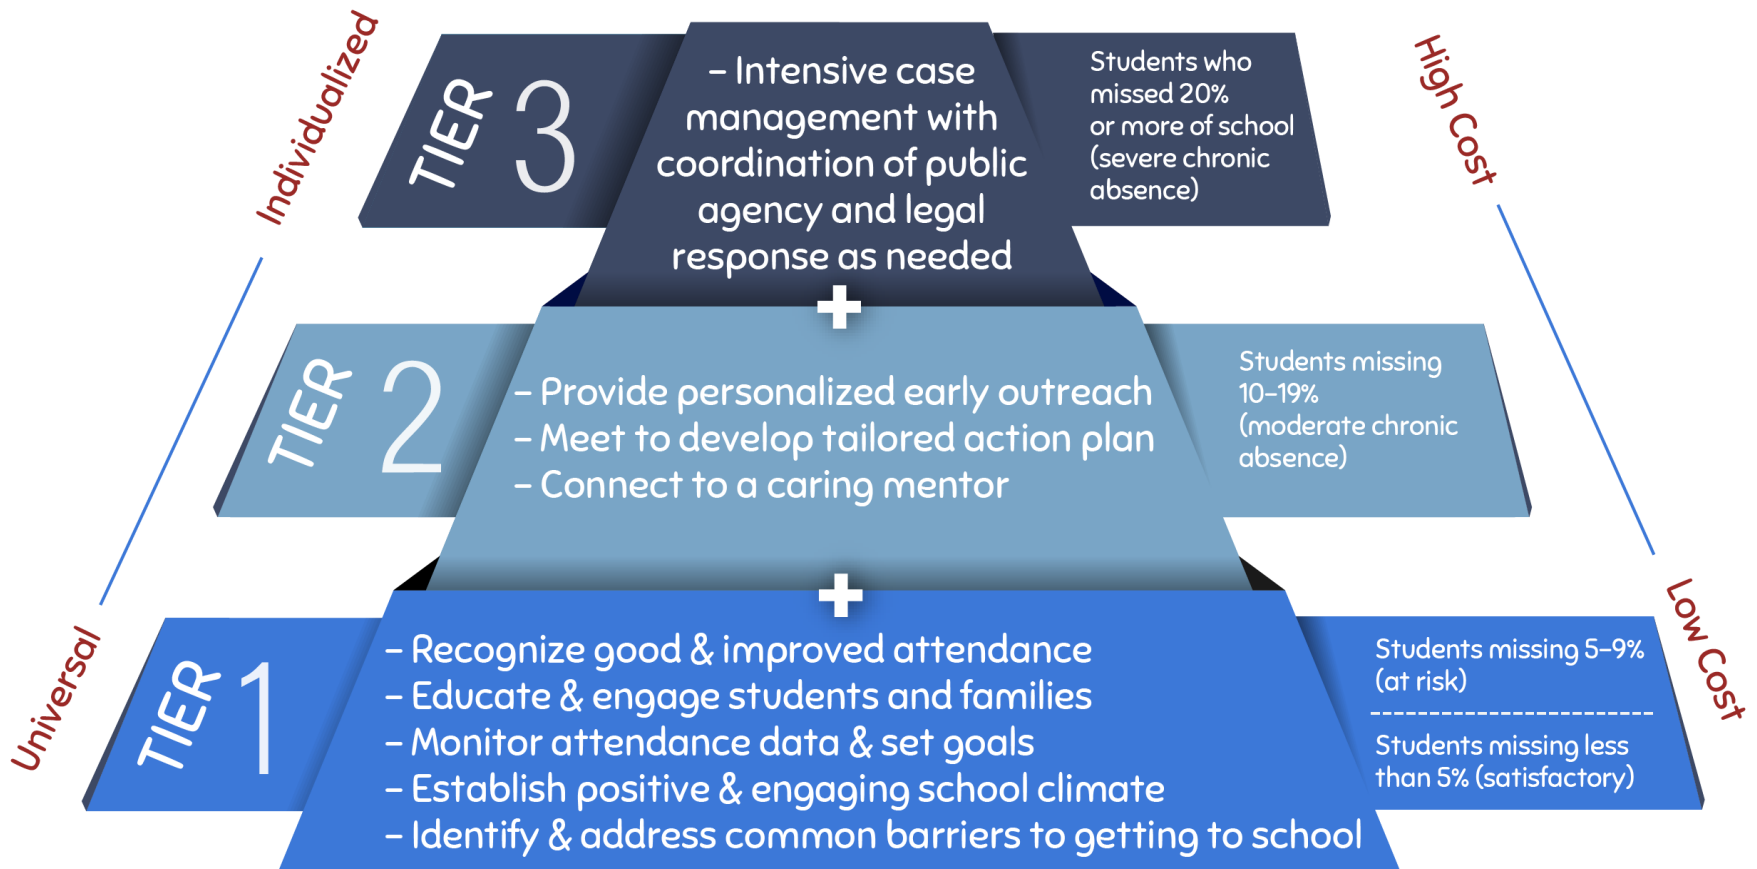 Individualized
TIER 3
– Intensive case
management with
coordination of public
agency and legal
response as needed
Students who
missed 20%
or more of school
(severe chronic
absence)
High Cost
+
TIER 2
– Provide personalized early outreach
– Meet to develop tailored action plan
– Connect to a caring mentor
Students missing
10–19%
(moderate chronic
absence)
+
Universal
TIER 1
– Recognize good & improved attendance
– Educate & engage students and families
– Monitor attendance data & set goals
– Establish positive & engaging school climate
– Identify & address common barriers to getting to school
Students missing 5–9%
(at risk)
Students missing less
than 5% (satisfactory)
Low Cost